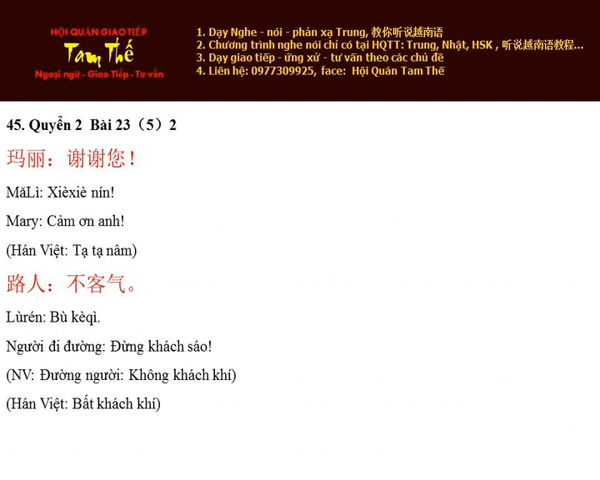 HỘI QUÁN GIAO TIẾP
Tam Thế
Ngoại ngữ - Giao Tiếp - Tư vấn
1. Dạy Nghe - nói - phản xạ Trung, 教你听说越南语
2. Chương trình nghe nói chỉ có tại HQTT: Trung, Nhật, HSK , 听说越南语教程...
3. Dạy giao tiếp - ứng xử - tư vấn theo các chủ đề
4. Liên hệ: 0977309925, face: Hội Quán Tam Thế
45. Quyển 2 Bài 23（5）2
玛丽：谢谢您！
MăLì: Xièxiè nín!
Mary: Cảm ơn anh!
(Hán Việt: Tạ tạ nâm)
路人：不客气。
Lùrén: Bù kèqì.
Người đi đường: Đừng khách sáo!
(NV: Đường người: Không khách khí)
(Hán Việt: Bất khách khí)